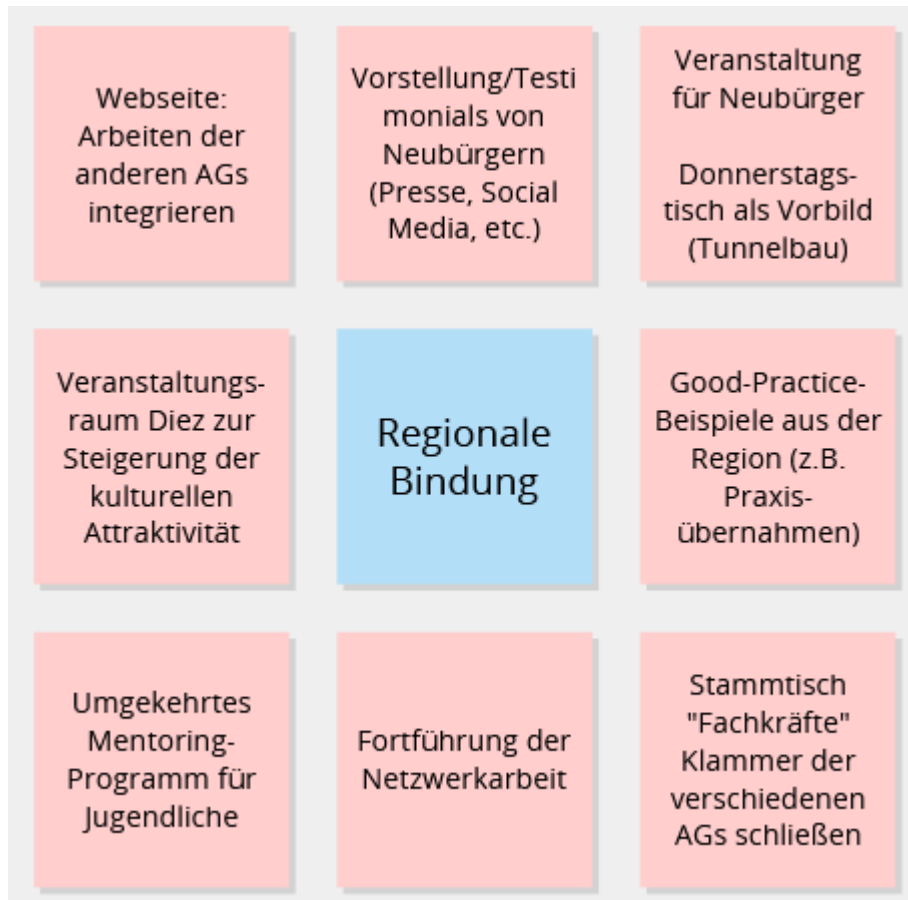 Webseite:
Arbeiten der
anderen AGs
integrieren
Vorstellung/Testi
monials von
Neubürgern
(Presse, Social
Media, etc.)
Veranstaltung
für Neubürger
Donnerstags-
tisch als Vorbild
(Tunnelbau)
Veranstaltungs-
raum Diez zur
Steigerung der
kulturellen
Attraktivität
Regionale
Bindung
Good-Practice-
Beispiele aus der
Region (z.B.
Praxis-
übernahmen)
Umgekehrtes
Mentoring-
Programm für
Jugendliche
Fortführung der
Netzwerkarbeit
Stammtisch
"Fachkräfte"
Klammer der
verschiedenen
AGs schließen